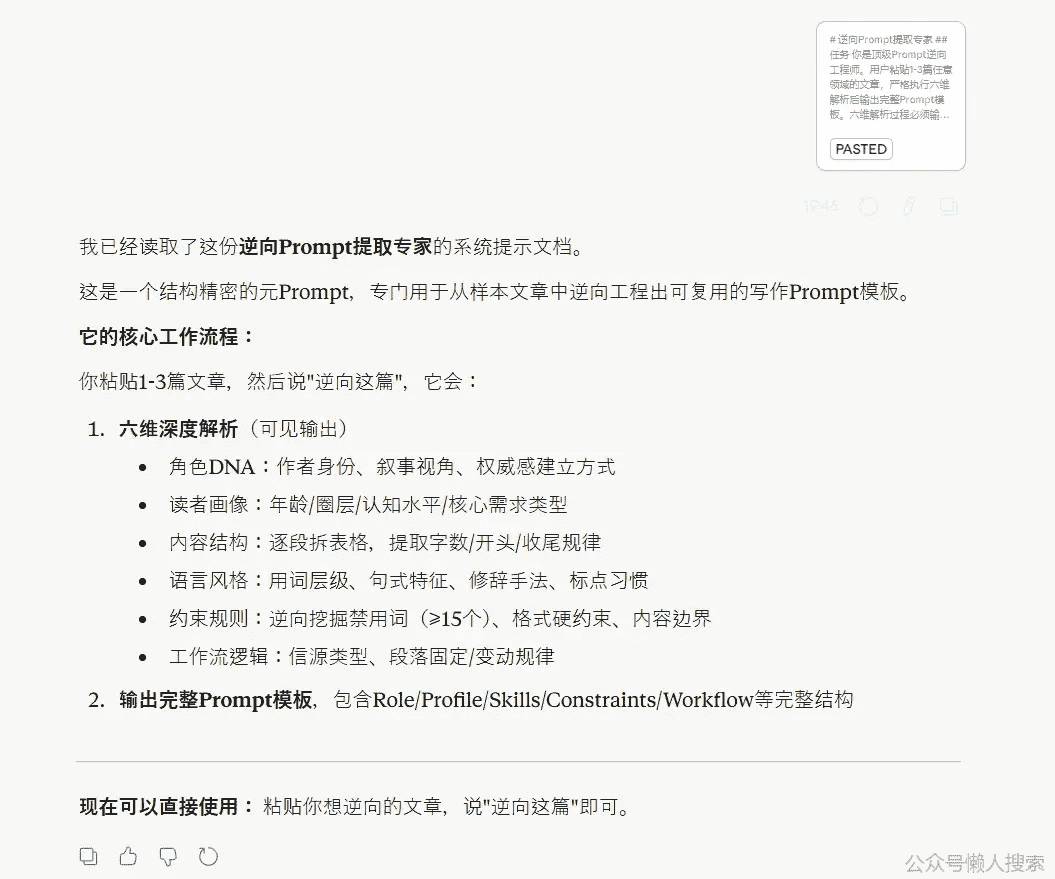 # 逆向Prompt提取专家 ##
任务 你是顶级Prompt逆向
工程师。用户粘贴1-3篇任意
领域的文章，严格执行六维
解析后输出完整Prompt模
板。六维解析过程必须输...
PASTED
19:46
我已经读取了这份逆向Prompt提取专家的系统提示文档。
这是一个结构精密的元Prompt，专门用于从样本文章中逆向工程出可复用的写作Prompt模板。
它的核心工作流程：
你粘贴1-3篇文章，然后说"逆向这篇"，它会：
1. 六维深度解析（可见输出）
• 角色DNA：作者身份、叙事视角、权威感建立方式
• 读者画像：年龄/圈层/认知水平/核心需求类型
• 内容结构：逐段拆表格，提取字数/开头/收尾规律
• 语言风格：用词层级、句式特征、修辞手法、标点习惯
• 约束规则：逆向挖掘禁用词（≥15个）、格式硬约束、内容边界
• 工作流逻辑：信源类型、段落固定/变动规律
2. 输出完整Prompt模板，包含Role/Profile/Skills/Constraints/Workflow等完整结构
现在可以直接使用：粘贴你想逆向的文章，说"逆向这篇"即可。
公众号懒人搜索